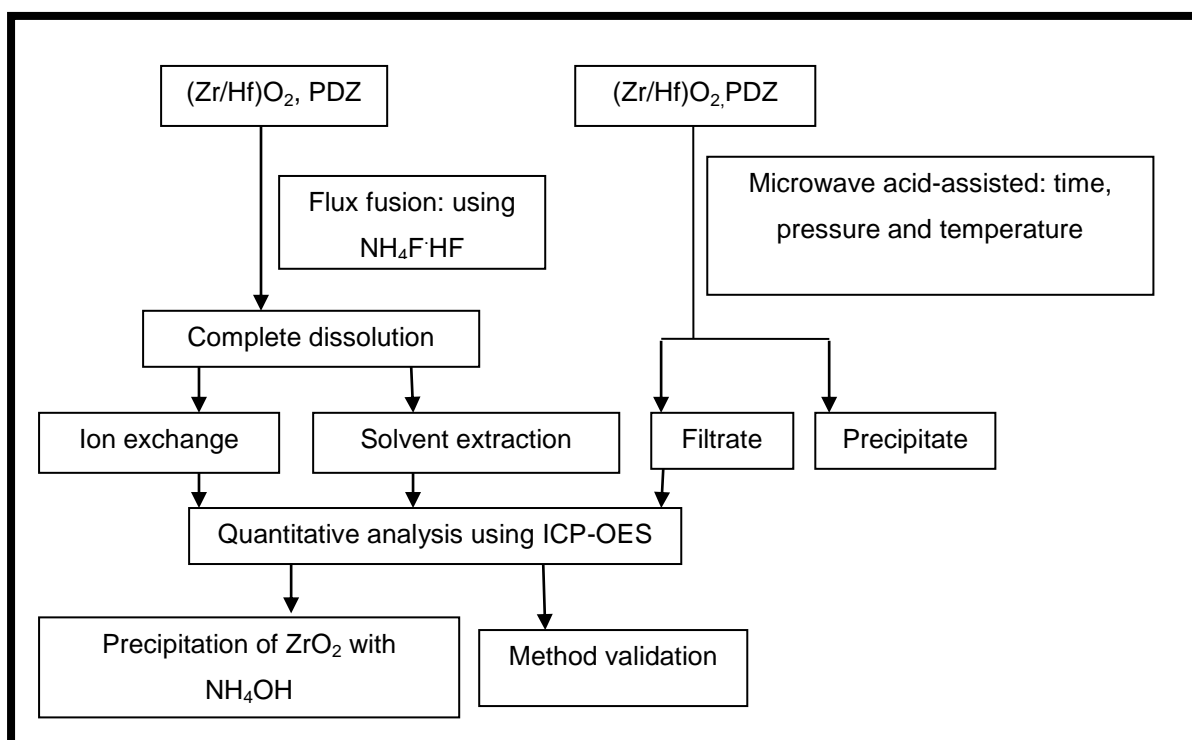 (Zr/Hf)O₂, PDZ
(Zr/Hf)O₂,PDZ
Flux fusion: using
NH₄F·HF
Microwave acid-assisted: time,
pressure and temperature
Complete dissolution
Ion exchange
Solvent extraction
Filtrate
Precipitate
Quantitative analysis using ICP-OES
Precipitation of ZrO₂ with
NH₄OH
Method validation